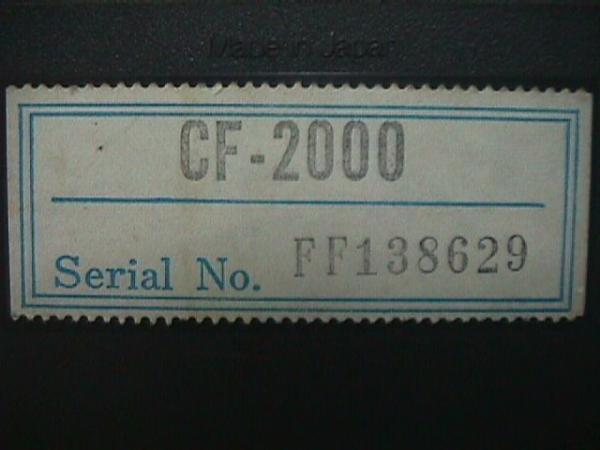 Made in Japan
CF-2000
Serial No. FF138629